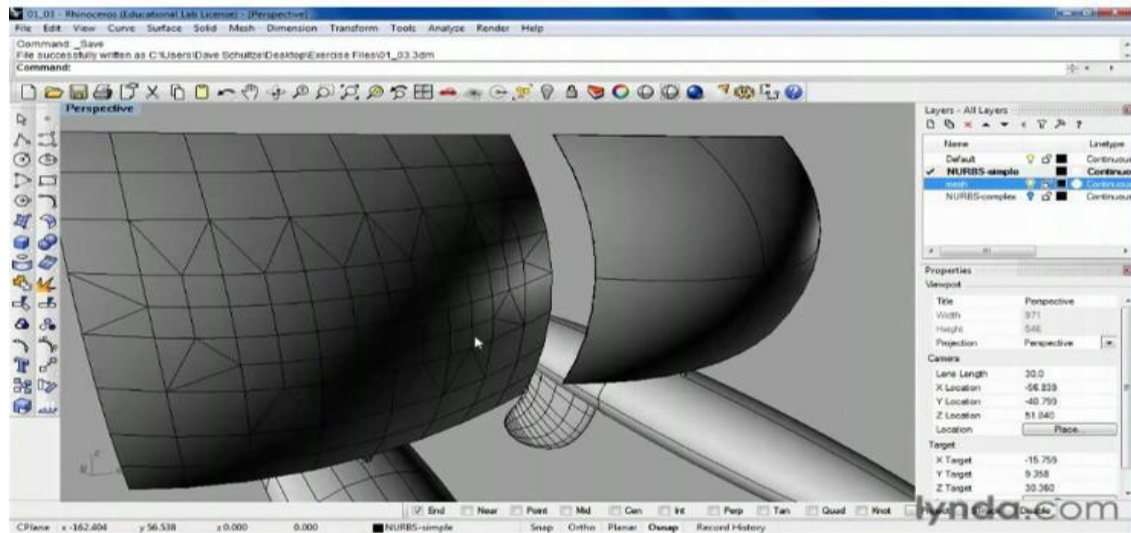 01_03 - Rhinoceros (Educational Lab License) - [Perspective]
File Edit View Curve Surface Solid Mesh Dimension Transform Tools Analyze Render Help
Command: _Save
File successfully written as C:\Users\Dave Schultze\Desktop\Exercise Files\01_03.3dm
Command:
Perspective
Layers - All Layers
Name Linetype
Default Continuous
NURBS-simple Continuo
mesh Continuous
NURBS-complex Continuous
Properties
Viewport
Title Perspective
Width 971
Height 546
Projection Perspective
Camera
Lens Length 30.0
X Location -56.839
Y Location -40.799
Z Location 51.040
Location Place...
Target
X Target -15.759
Y Target 9.358
Z Target 30.360
End Near Point Mid Cen Int Perp Tan Quad Knot
lynda.com
CPlane x -162.404 y 56.538 z 0.000 0.000 NURBS-simple Snap Ortho Planar Osnap Record History